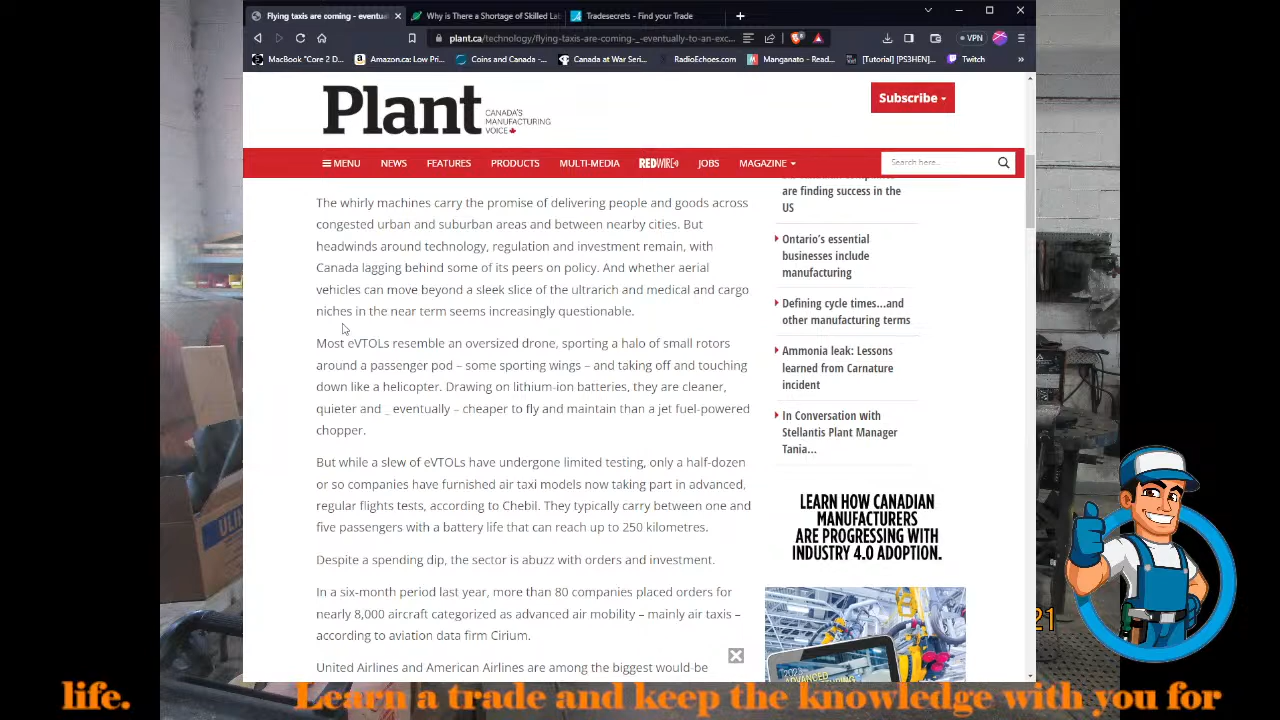 Flying taxis are coming - eventua
Why is There a Shortage of Skilled Lab
Tradesecrets - Find your Trade
plant.ca/technology/flying-taxis-are-coming-_-eventually-to-an-exc...
VPN
MacBook "Core 2 D...
Amazon.ca: Low Pri...
Coins and Canada -...
Canada at War Seri...
RadioEchoes.com
Manganato - Read...
[Tutorial] [PS3HEN]...
Twitch
»
Plant
CANADA'S
MANUFACTURING
VOICE
Subscribe
MENU NEWS FEATURES PRODUCTS MULTI-MEDIA REDWIRE JOBS MAGAZINE
Search here..
The whirly machines carry the promise of delivering people and goods across
congested urban and suburban areas and between nearby cities. But
headwinds around technology, regulation and investment remain, with
Canada lagging behind some of its peers on policy. And whether aerial
vehicles can move beyond a sleek slice of the ultrarich and medical and cargo
niches in the near term seems increasingly questionable.
Most eVTOLs resemble an oversized drone, sporting a halo of small rotors
around a passenger pod – some sporting wings – and taking off and touching
down like a helicopter. Drawing on lithium-ion batteries, they are cleaner,
quieter and _ eventually – cheaper to fly and maintain than a jet fuel-powered
chopper.
But while a slew of eVTOLs have undergone limited testing, only a half-dozen
or so companies have furnished air taxi models now taking part in advanced,
regular flights tests, according to Chebil. They typically carry between one and
five passengers with a battery life that can reach up to 250 kilometres.
Despite a spending dip, the sector is abuzz with orders and investment.
In a six-month period last year, more than 80 companies placed orders for
nearly 8,000 aircraft categorized as advanced air mobility – mainly air taxis –
according to aviation data firm Cirium.
United Airlines and American Airlines are among the biggest would-be
are finding success in the
US
Ontario's essential
businesses include
manufacturing
Defining cycle times...and
other manufacturing terms
Ammonia leak: Lessons
learned from Carnature
incident
In Conversation with
Stellantis Plant Manager
Tania...
LEARN HOW CANADIAN
MANUFACTURERS
ARE PROGRESSING WITH
INDUSTRY 4.0 ADOPTION.
21
life. Learn a trade and keep the knowledge with you for